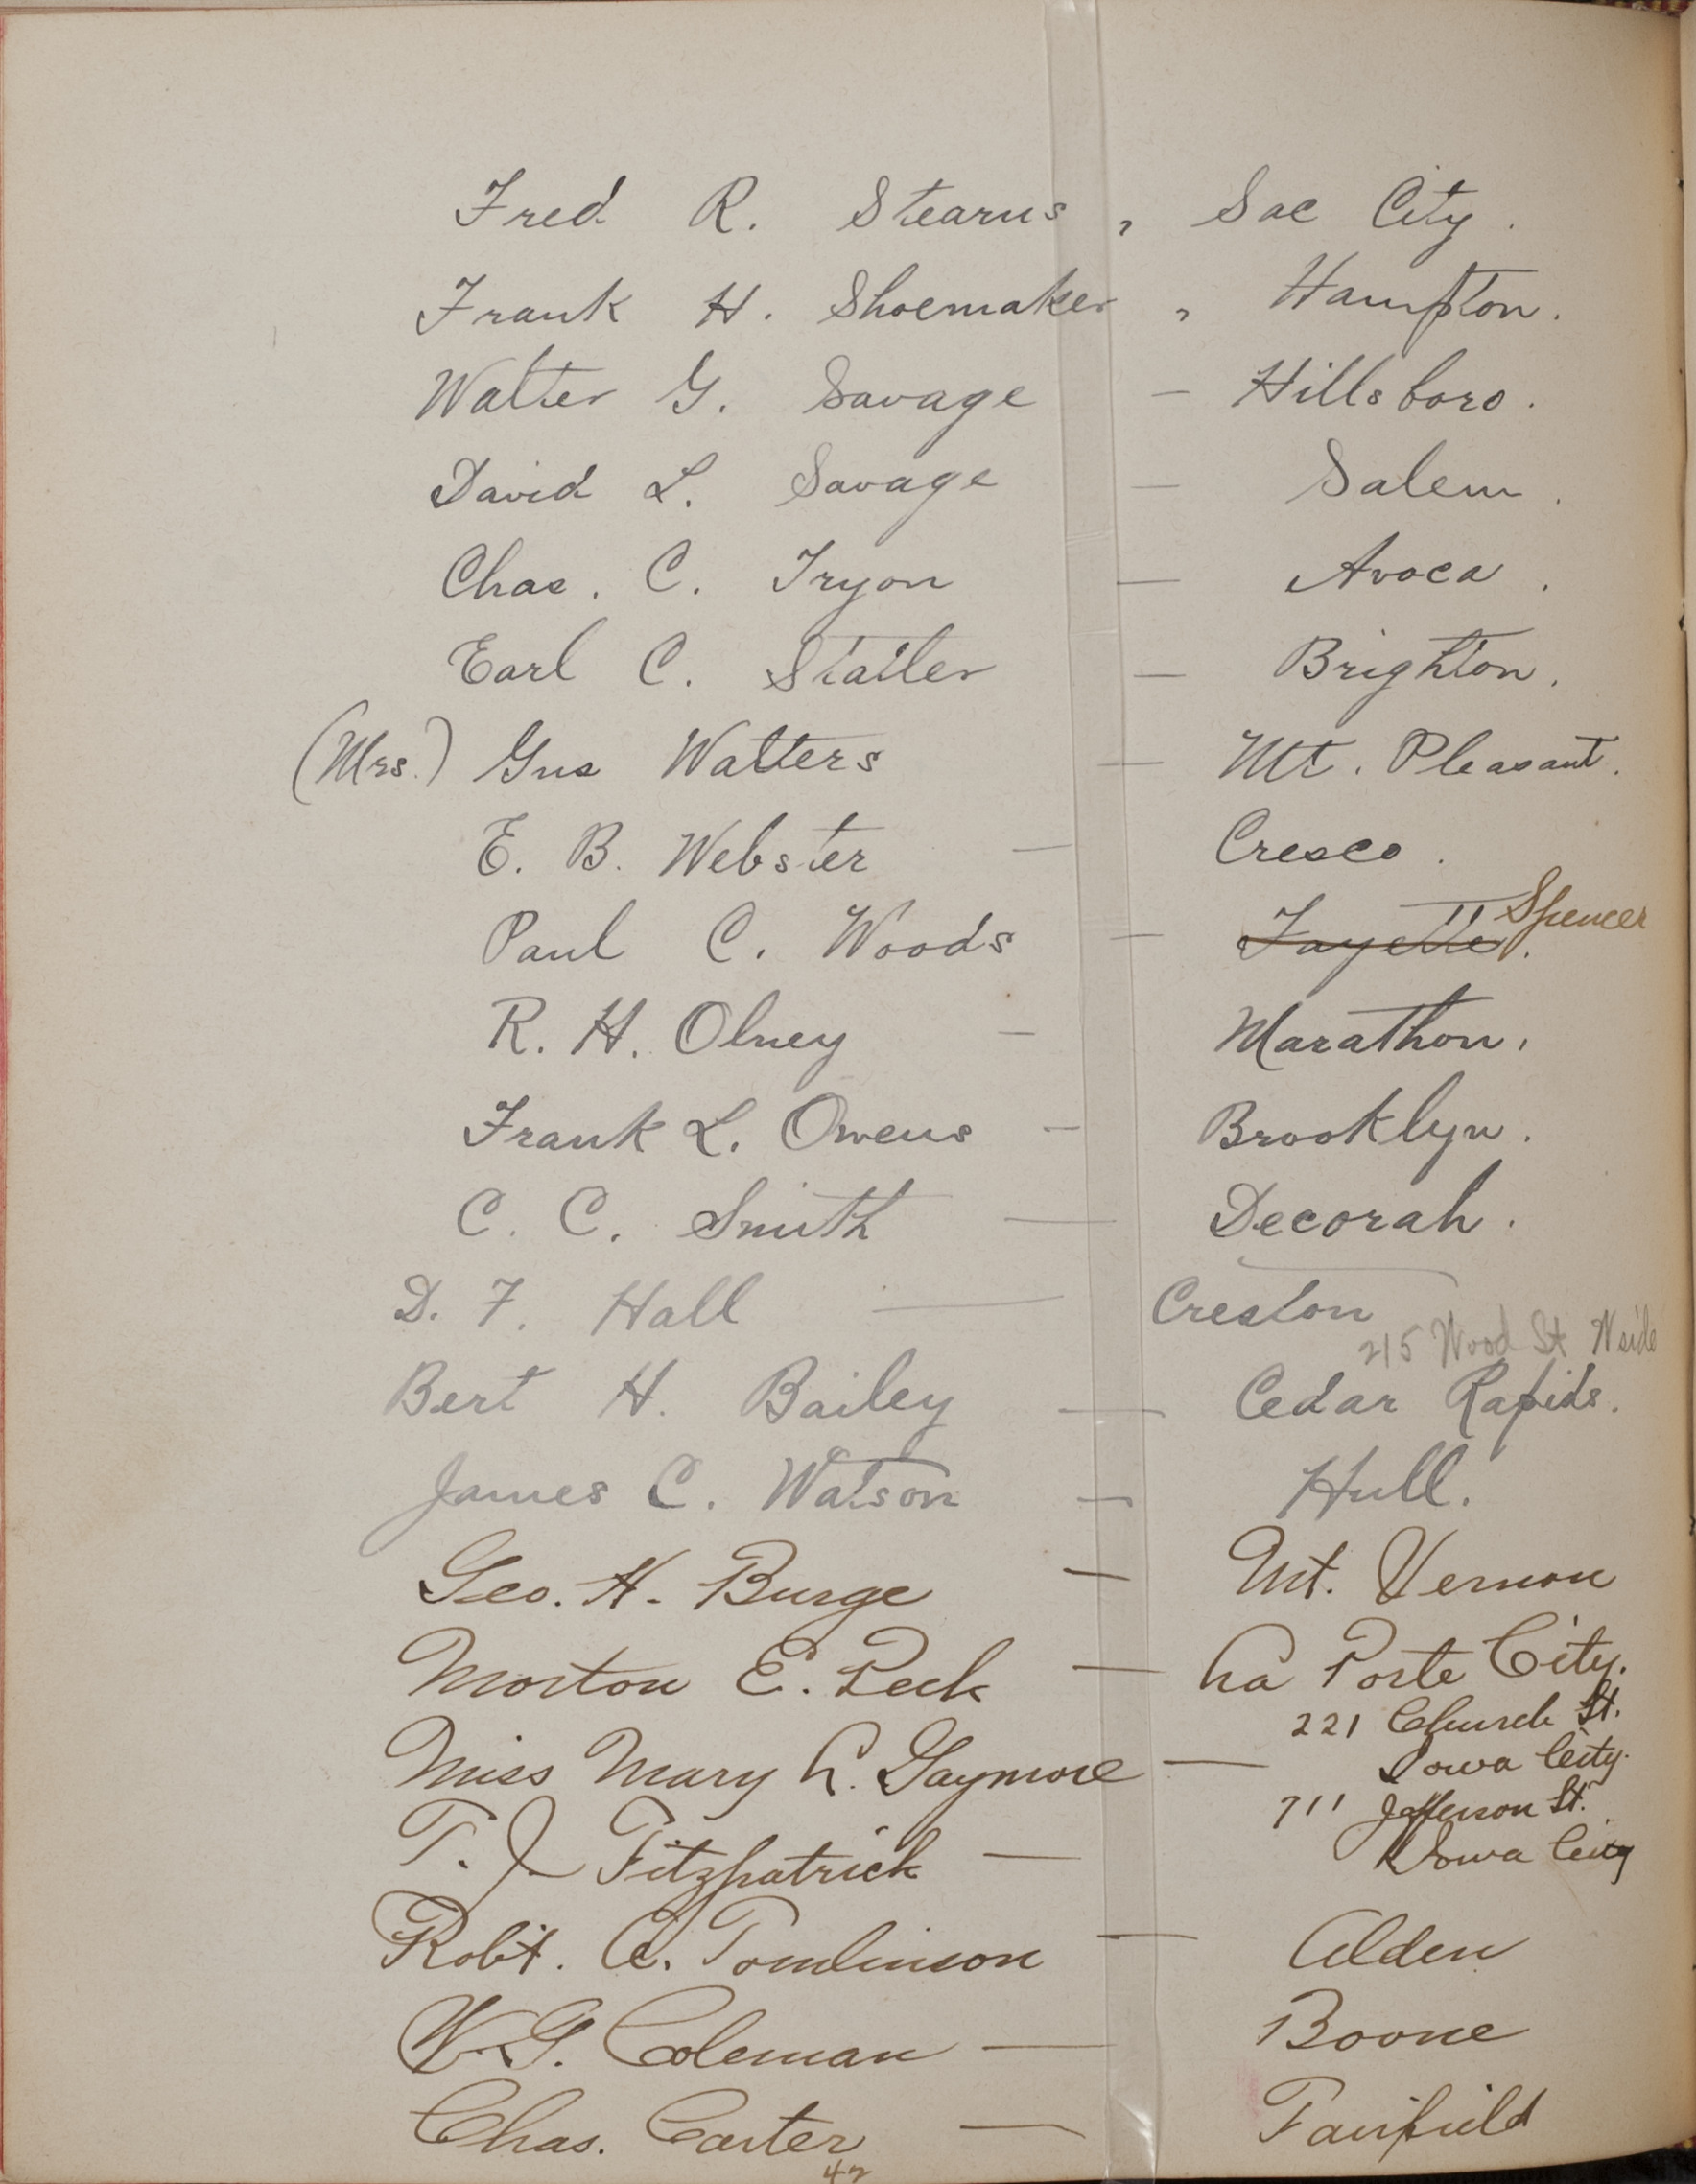 Fred R. Stearns , Sac City .
Frank H. Shoemaker , Hampton.
Walter G. Savage — Hillsboro.
David L. Savage — Salem .
Chas. C. Tryon — Avoca .
Earl C. Statler — Brighton.
(Mrs.) Gus Walters — Mt. Pleasant.
E. B. Webster — Cresco .
Paul C. Woods — Fayette. Spencer
R. H. Olney — Marathon.
Frank L. Owens — Brooklyn.
C. C. Smith — Decorah.
D. F. Hall — Creston
215 Wood St Wside
Bert H. Bailey — Cedar Rapids.
James C. Watson — Hull.
Geo. H. Burge — Mt. Vernon
Morton E. Peck — La Porte City.
221 Church St.
Miss Mary L. Gaymore — Iowa City.
711 Jefferson St.
T. J. Fitzpatrick — Iowa City
Robt. A. Tomlinson — Alden
W. G. Coleman — Boone
Chas. Carter — Fairfield
42